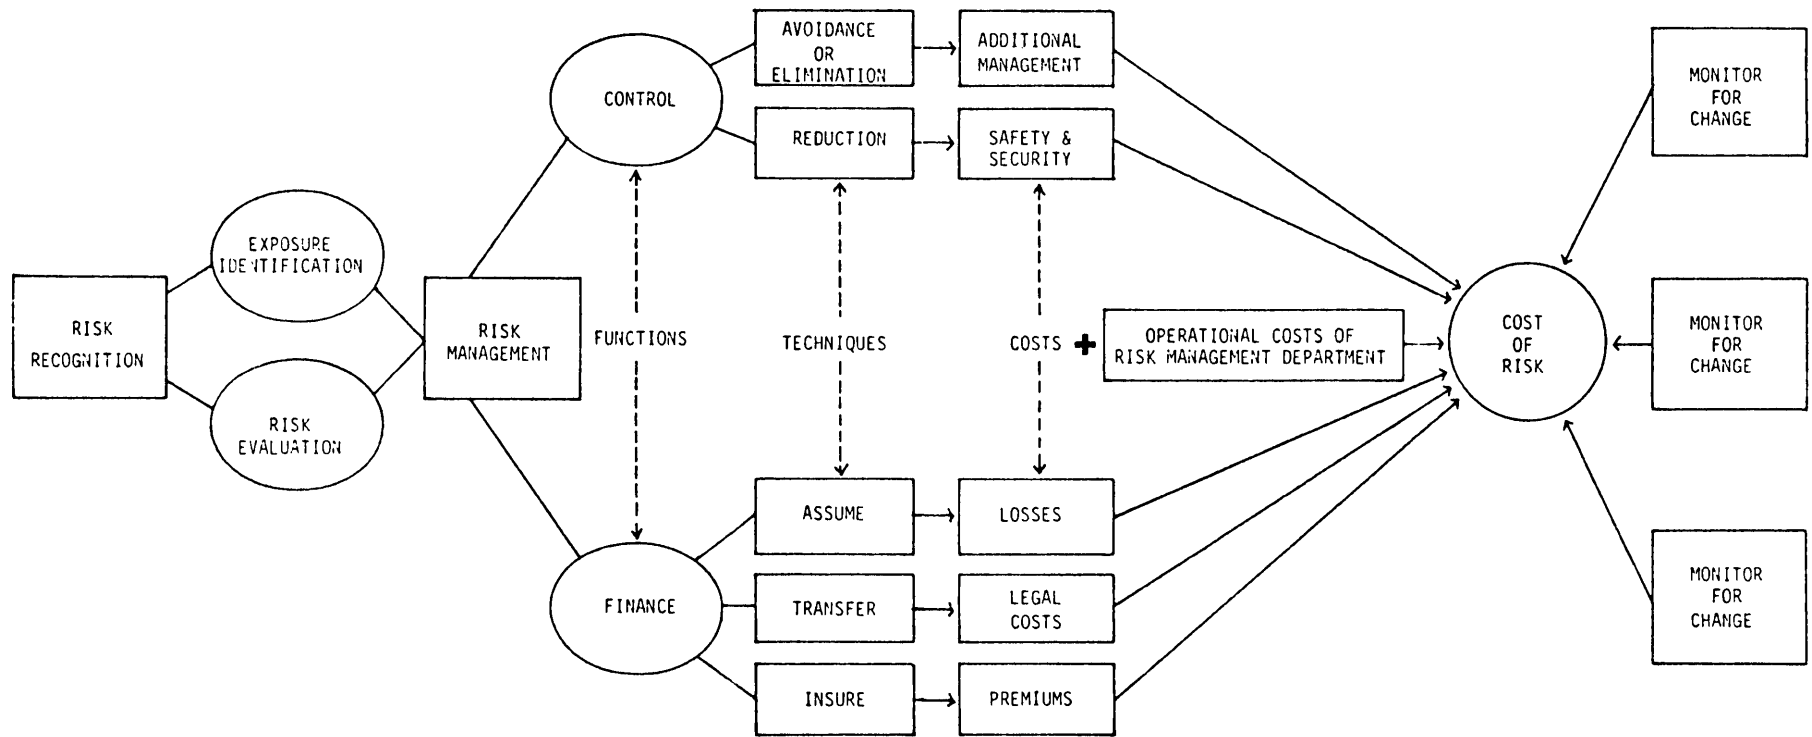 RISK
RECOGNITION
EXPOSURE
IDENTIFICATION
RISK
EVALUATION
RISK
MANAGEMENT
CONTROL
FUNCTIONS
FINANCE
AVOIDANCE
OR
ELIMINATION
REDUCTION
TECHNIQUES
ASSUME
TRANSFER
INSURE
ADDITIONAL
MANAGEMENT
SAFETY &
SECURITY
COSTS +
LOSSES
LEGAL
COSTS
PREMIUMS
OPERATIONAL COSTS OF
RISK MANAGEMENT DEPARTMENT
COST
OF
RISK
MONITOR
FOR
CHANGE
MONITOR
FOR
CHANGE
MONITOR
FOR
CHANGE